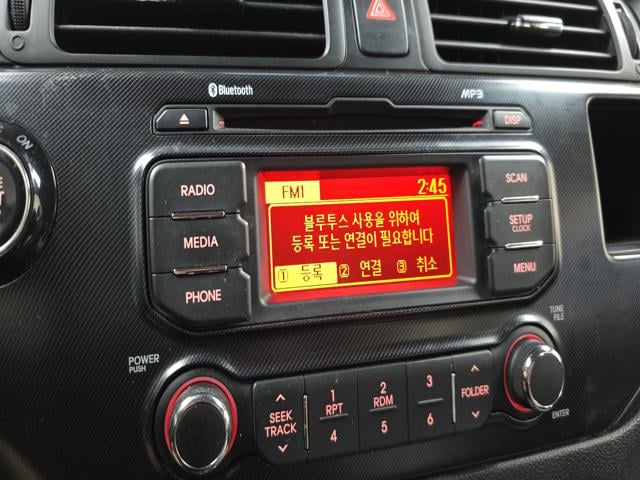 ON
Bluetooth
MP3
DISP
RADIO
MEDIA
PHONE
FM1
2:45
블루투스 사용을 위하여
등록 또는 연결이 필요합니다
① 등록 ② 연결 ③ 취소
SCAN
SETUP
CLOCK
MENU
POWER
PUSH
SEEK
TRACK
1
RPT
4
2
RDM
5
3
6
FOLDER
TUNE
FILE
ENTER